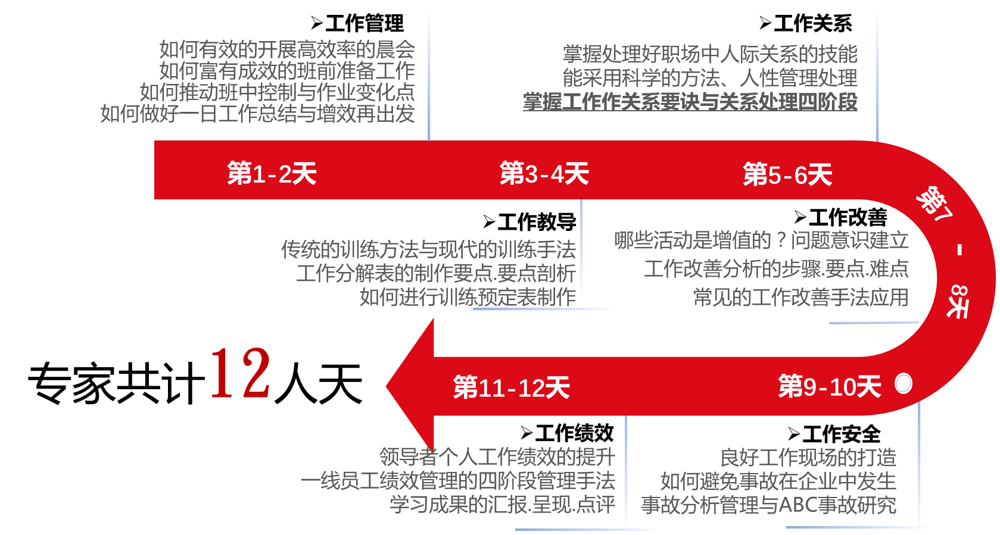 ➢工作管理
如何有效的开展高效率的晨会
如何富有成效的班前准备工作
如何推动班中控制与作业变化点
如何做好一日工作总结与增效再出发
➢工作关系
掌握处理好职场中人际关系的技能
能采用科学的方法、人性管理处理
掌握工作作关系要诀与关系处理四阶段
第1-2天
第3-4天
第5-6天
第7-8天
➢工作教导
传统的训练方法与现代的训练手法
工作分解表的制作要点.要点剖析
如何进行训练预定表制作
➢工作改善
哪些活动是增值的？问题意识建立
工作改善分析的步骤.要点.难点
常见的工作改善手法应用
专家共计12人天
第11-12天
第9-10天
➢工作绩效
领导者个人工作绩效的提升
一线员工绩效管理的四阶段管理手法
学习成果的汇报.呈现.点评
➢工作安全
良好工作现场的打造
如何避免事故在企业中发生
事故分析管理与ABC事故研究